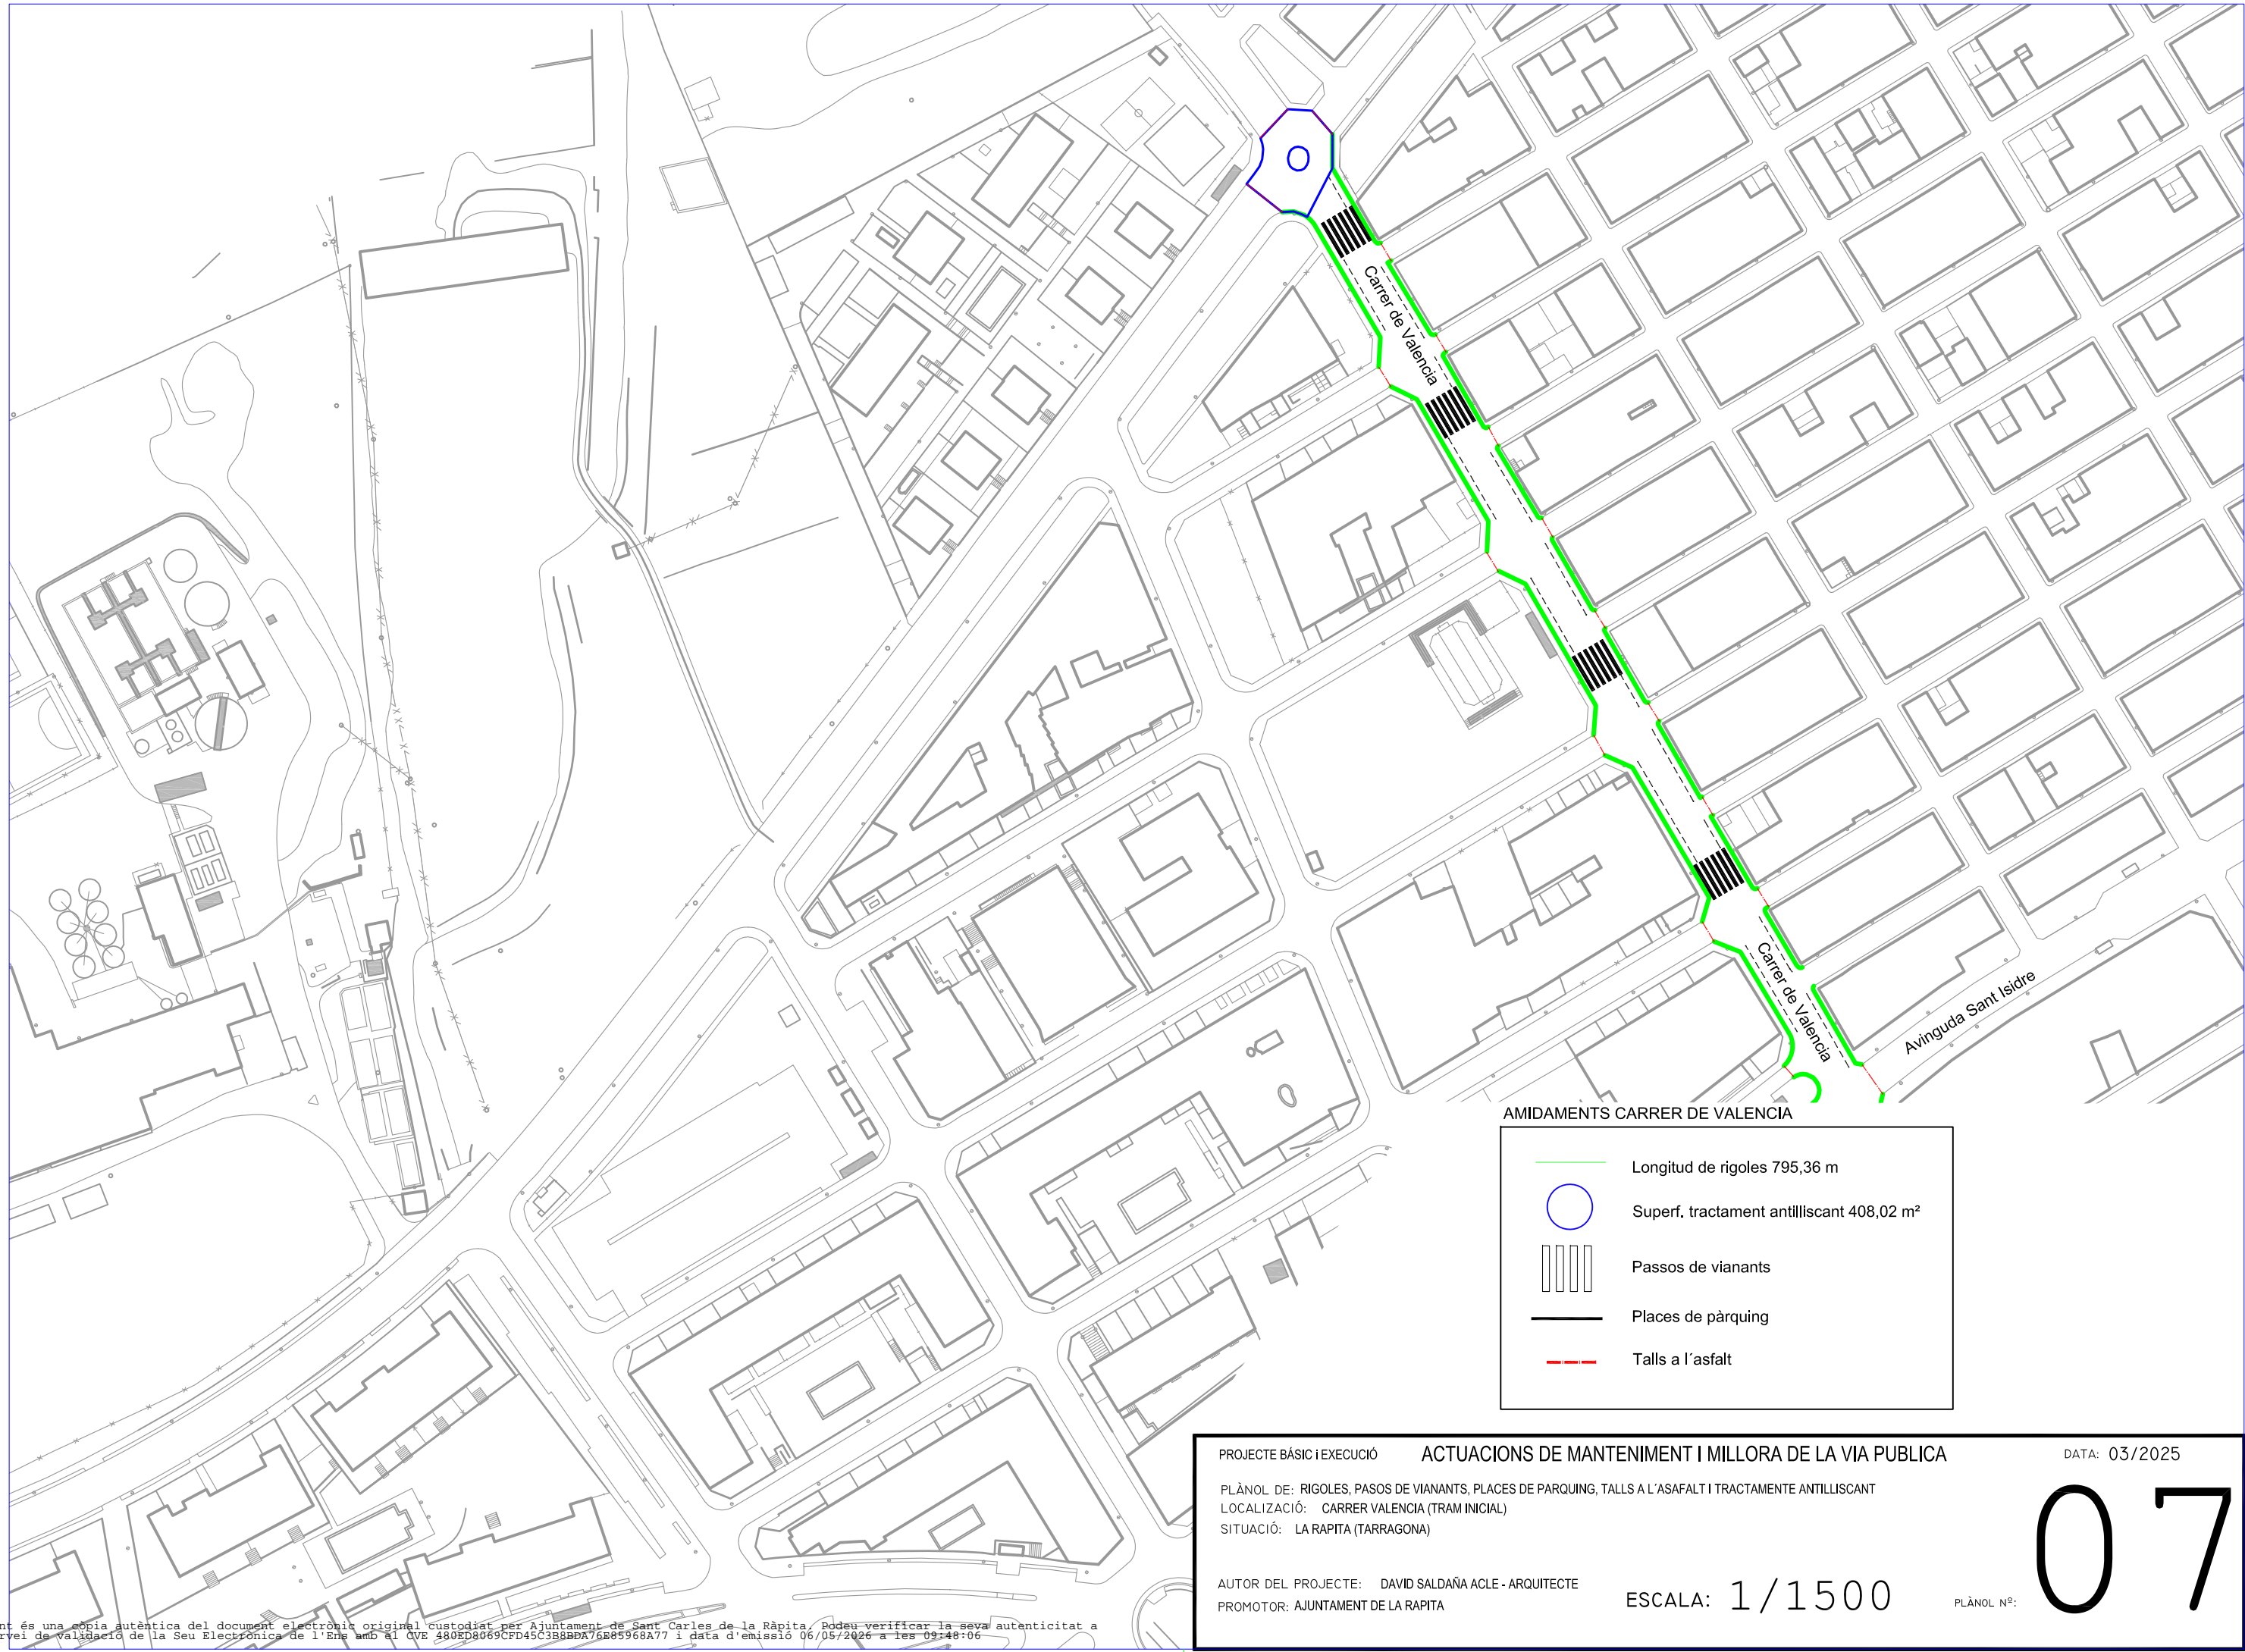 Carrer de Valencia
Carrer de Valencia
Avinguda Sant Isidre
AMIDAMENTS CARRER DE VALENCIA
Longitud de rigoles 795,36 m
Superf. tractament antilliscant 408,02 m²
Passos de vianants
Places de pàrquing
Talls a l´asfalt
PROJECTE BÁSIC i EXECUCIÓ ACTUACIONS DE MANTENIMENT I MILLORA DE LA VIA PUBLICA DATA: 03/2025
PLÀNOL DE: RIGOLES, PASOS DE VIANANTS, PLACES DE PARQUING, TALLS A L´ASAFALT I TRACTAMENTE ANTILLISCANT
LOCALIZACIÓ: CARRER VALENCIA (TRAM INICIAL)
SITUACIÓ: LA RAPITA (TARRAGONA)
AUTOR DEL PROJECTE: DAVID SALDAÑA ACLE - ARQUITECTE
PROMOTOR: AJUNTAMENT DE LA RAPITA
ESCALA: 1/1500
PLÀNOL Nº: 07
nt és una còpia autèntica del document electrònic original custodiat per Ajuntament de Sant Carles de la Ràpita. Podeu verificar la seva autenticitat a
rvei de validació de la Seu Electrònica de l'Ens amb el CVE 480ED8069CFD45C3B8BDA76E85968A77 i data d'emissió 06/05/2026 a les 09:48:06